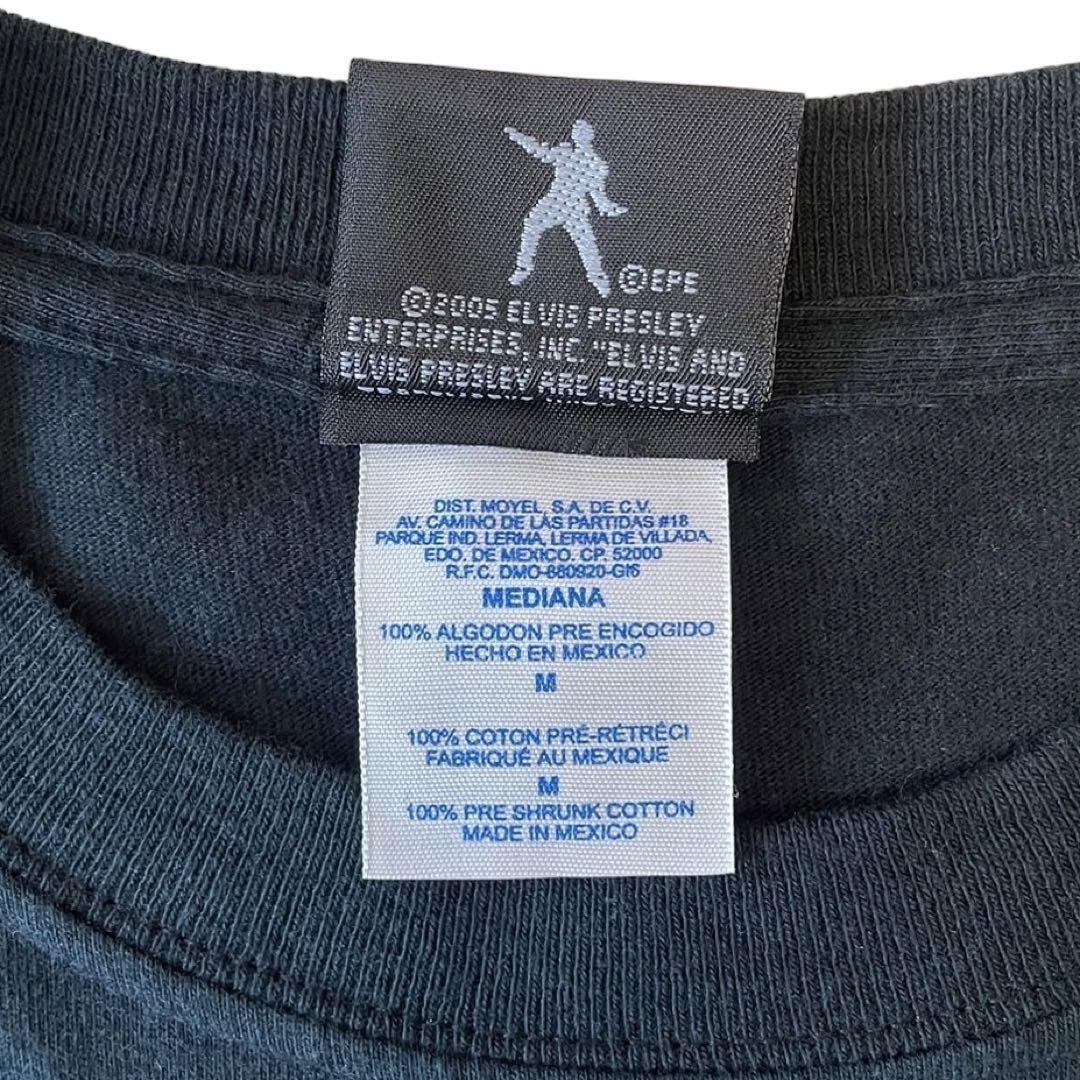 ©EPE
©2005 ELVIS PRESLEY
ENTERPRISES, INC. "ELVIS AND
ELVIS PRESLEY ARE REGISTERED
DIST. MOYEL, S.A. DE C.V.
AV. CAMINO DE LAS PARTIDAS #18
PARQUE IND. LERMA, LERMA DE VILLADA,
EDO. DE MEXICO. CP. 52000
R.F.C. DMO-880920-GI6
MEDIANA
100% ALGODON PRE ENCOGIDO
HECHO EN MEXICO
M
100% COTON PRÉ-RÉTRÉCI
FABRIQUÉ AU MEXIQUE
M
100% PRE SHRUNK COTTON
MADE IN MEXICO